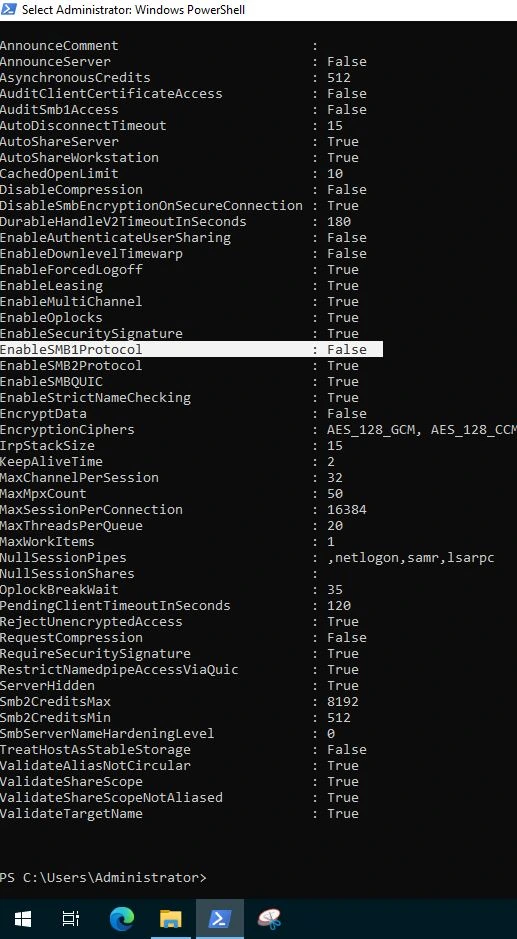 Select Administrator: Windows PowerShell
AnnounceComment :
AnnounceServer : False
AsynchronousCredits : 512
AuditClientCertificateAccess : False
AuditSmb1Access : False
AutoDisconnectTimeout : 15
AutoShareServer : True
AutoShareWorkstation : True
CachedOpenLimit : 10
DisableCompression : False
DisableSmbEncryptionOnSecureConnection : True
DurableHandleV2TimeoutInSeconds : 180
EnableAuthenticateUserSharing : False
EnableDownlevelTimewarp : False
EnableForcedLogoff : True
EnableLeasing : True
EnableMultiChannel : True
EnableOplocks : True
EnableSecuritySignature : True
EnableSMB1Protocol : False
EnableSMB2Protocol : True
EnableSMBQUIC : True
EnableStrictNameChecking : True
EncryptData : False
EncryptionCiphers : AES_128_GCM, AES_128_CCM
IrpStackSize : 15
KeepAliveTime : 2
MaxChannelPerSession : 32
MaxMpxCount : 50
MaxSessionPerConnection : 16384
MaxThreadsPerQueue : 20
MaxWorkItems : 1
NullSessionPipes : ,netlogon,samr,lsarpc
NullSessionShares :
OplockBreakWait : 35
PendingClientTimeoutInSeconds : 120
RejectUnencryptedAccess : True
RequestCompression : False
RequireSecuritySignature : True
RestrictNamedpipeAccessViaQuic : True
ServerHidden : True
Smb2CreditsMax : 8192
Smb2CreditsMin : 512
SmbServerNameHardeningLevel : 0
TreatHostAsStableStorage : False
ValidateAliasNotCircular : True
ValidateShareScope : True
ValidateShareScopeNotAliased : True
ValidateTargetName : True
PS C:\Users\Administrator>